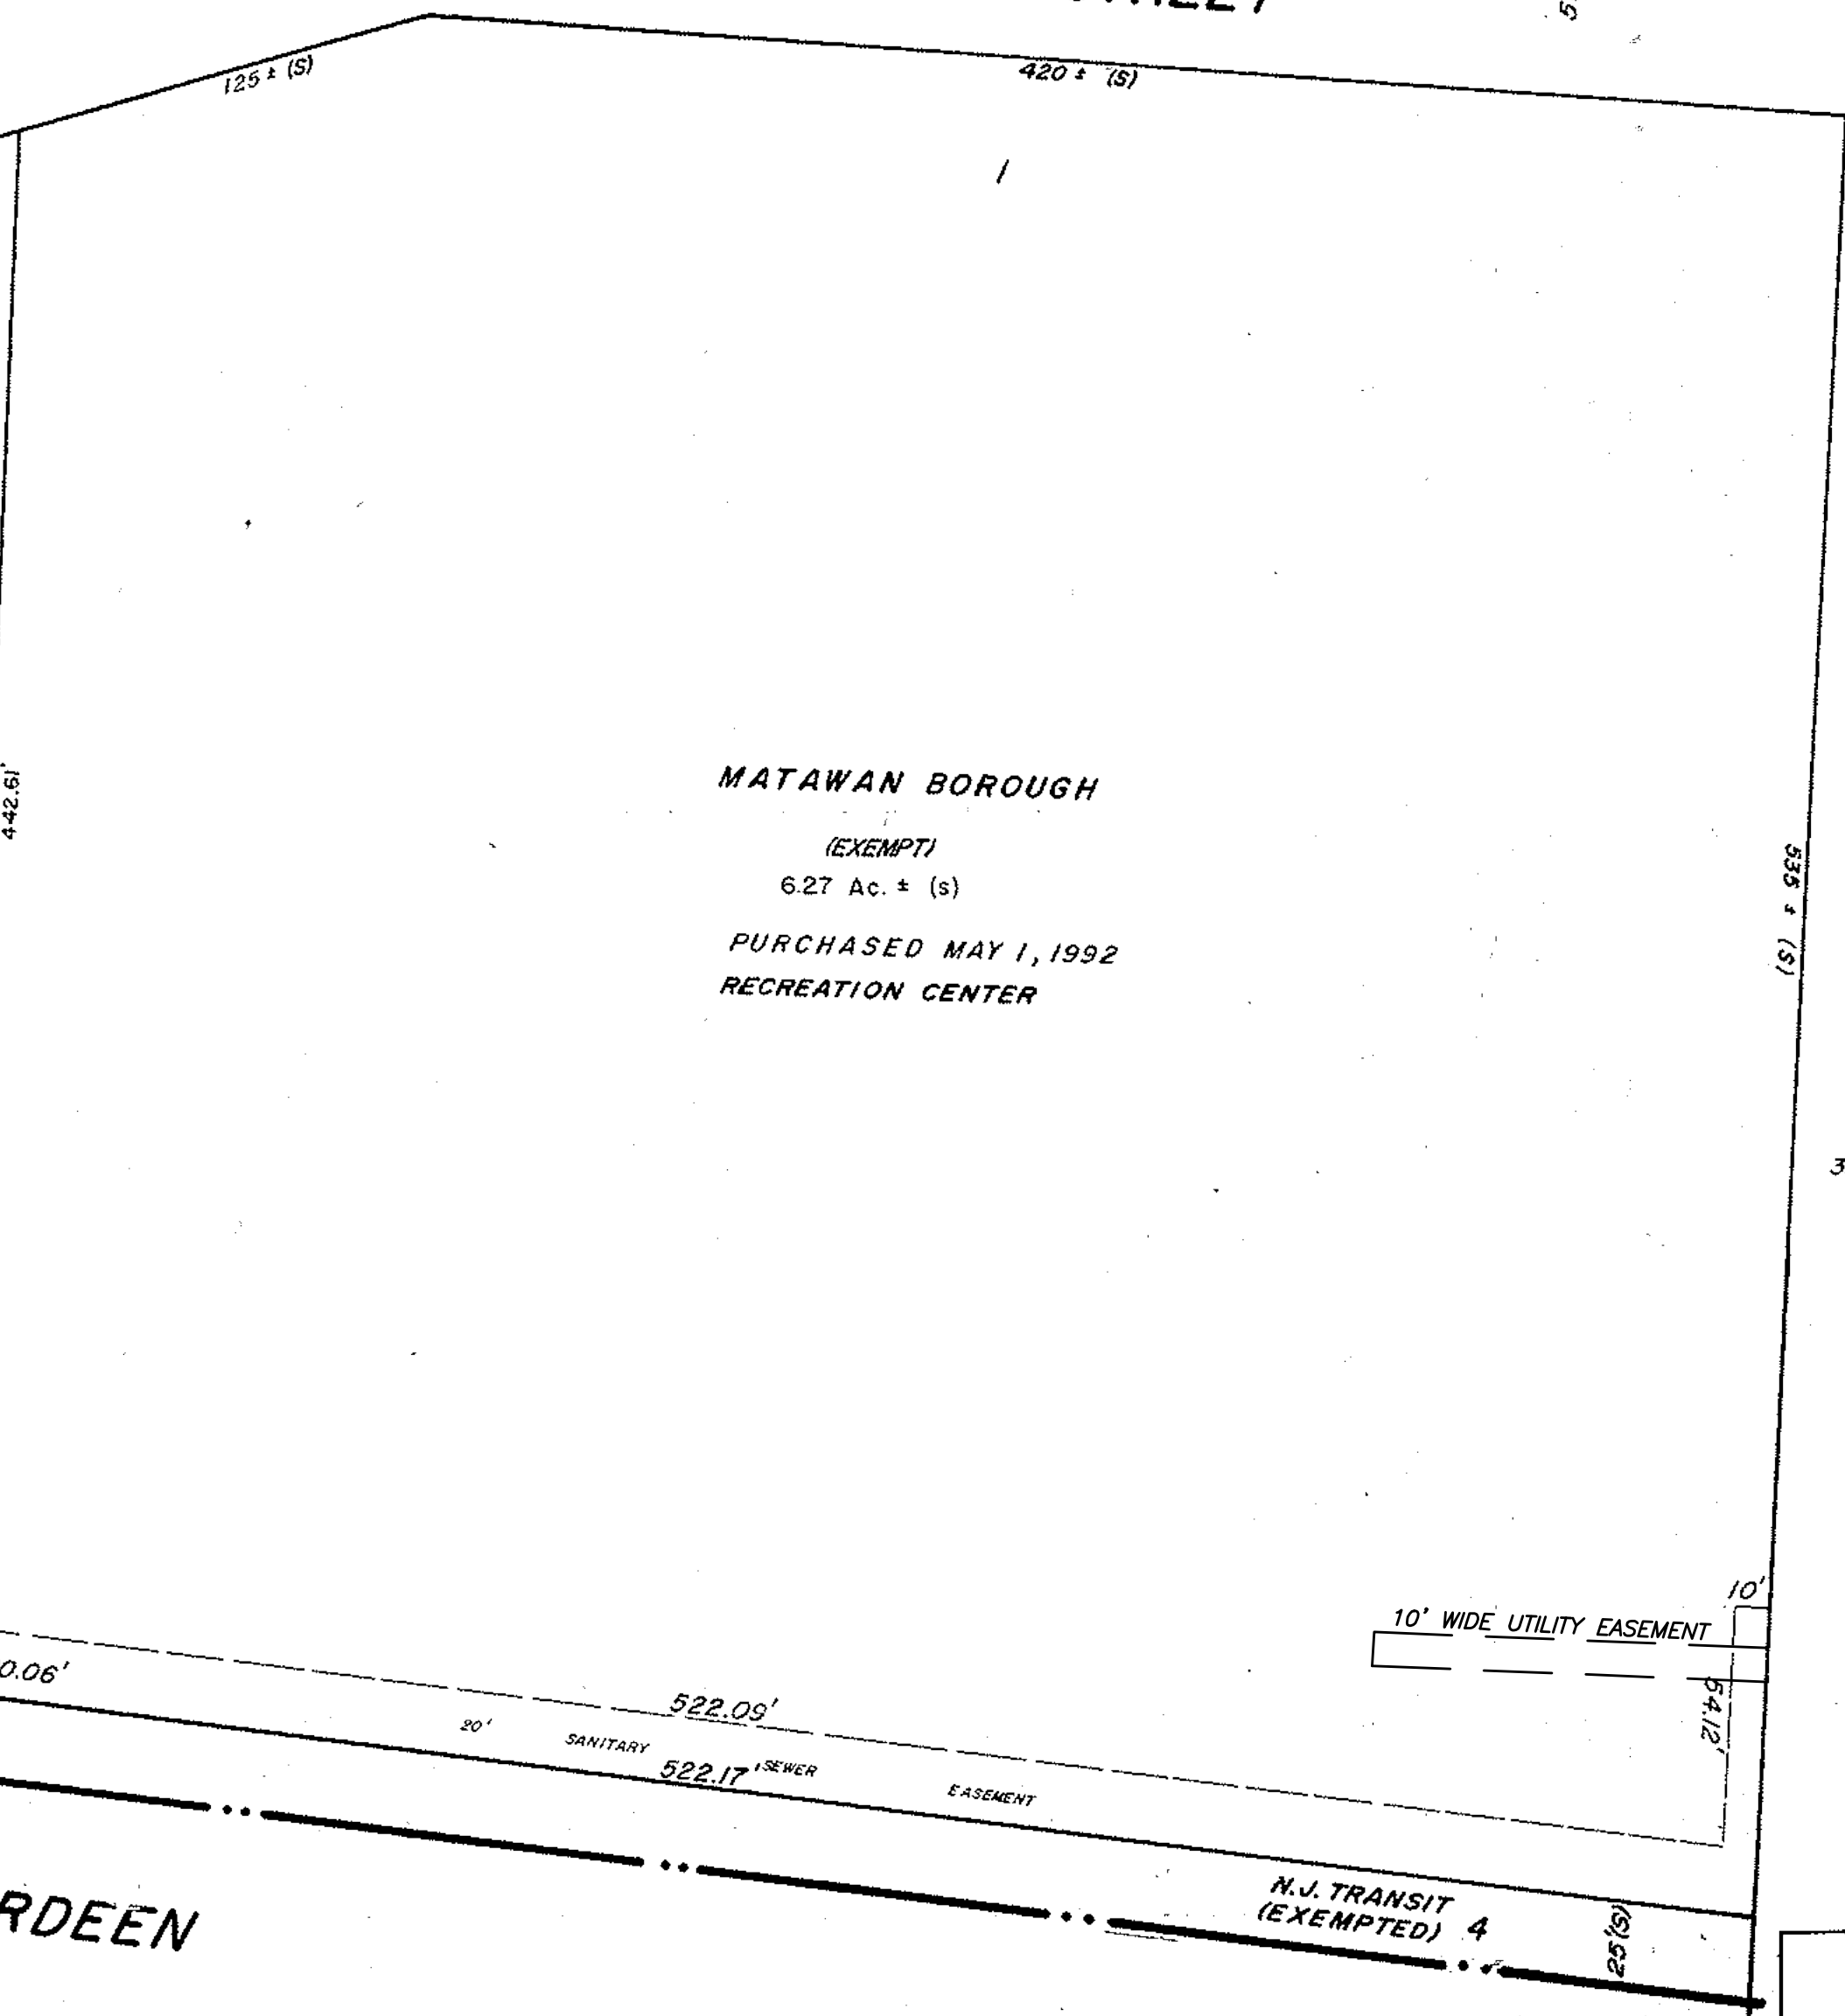 125 ± (S)
420 ± (S)
1
442.61'
MATAWAN BOROUGH
(EXEMPT)
6.27 Ac. ± (s)
PURCHASED MAY 1, 1992
RECREATION CENTER
535 ± (S)
3
10'
10' WIDE UTILITY EASEMENT
54.12'
0.06'
522.09'
20' SANITARY SEWER EASEMENT
522.17'
N.J. TRANSIT
(EXEMPTED) 4
25'(S)
RDEEN